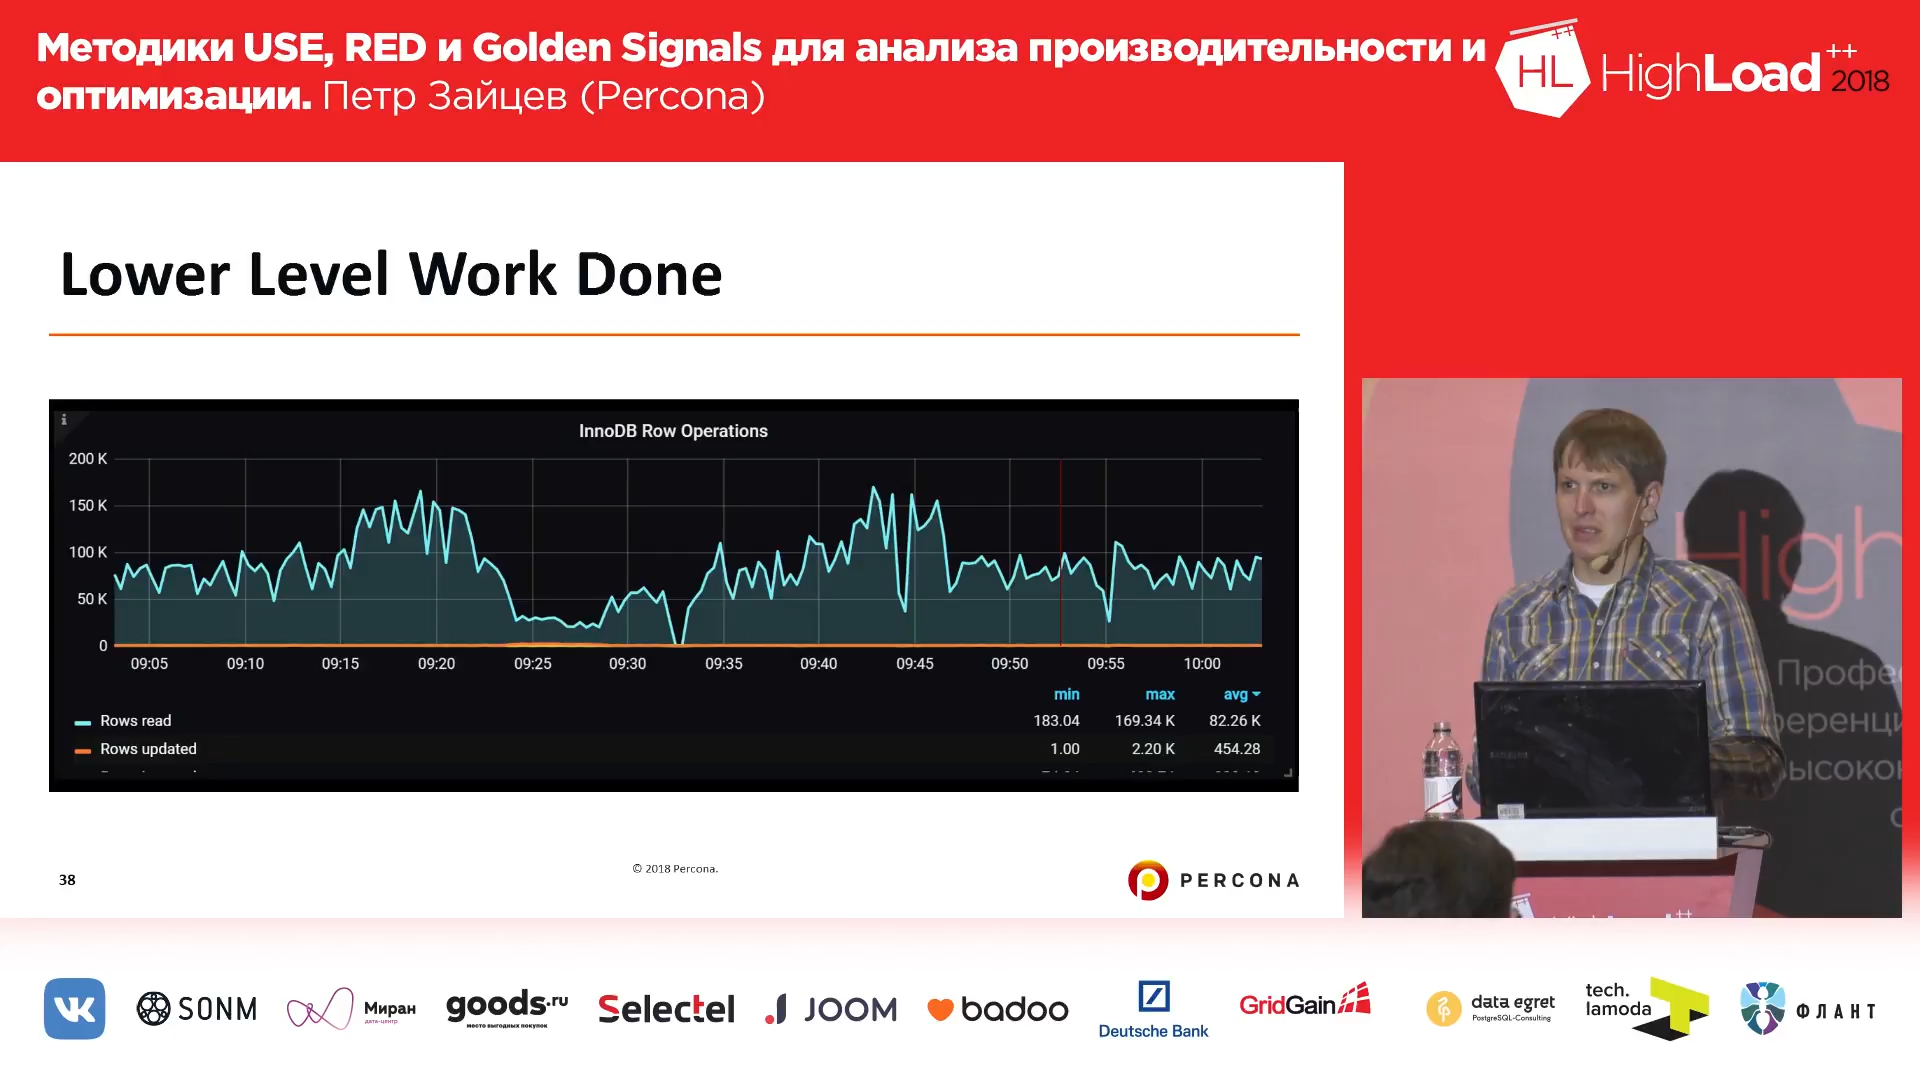 Методики USE, RED и Golden Signals для анализа производительности и
оптимизации. Петр Зайцев (Percona)
HL ++
HighLoad ++ 2018
Lower Level Work Done
InnoDB Row Operations
200 K
150 K
100 K
50 K
0
09:05 09:10 09:15 09:20 09:25 09:30 09:35 09:40 09:45 09:50 09:55 10:00
min max avg
Rows read 183.04 169.34 K 82.26 K
Rows updated 1.00 2.20 K 454.28
38
© 2018 Percona.
PERCONA
High
Профе
ференци
высоко
VK
SONM
Миран
дата-центр
goods.ru
место выгодных покупок
Selectel
JOOM
badoo
Deutsche Bank
GridGain
data egret
PostgreSQL-Consulting
tech.
lamoda
ФЛАНТ